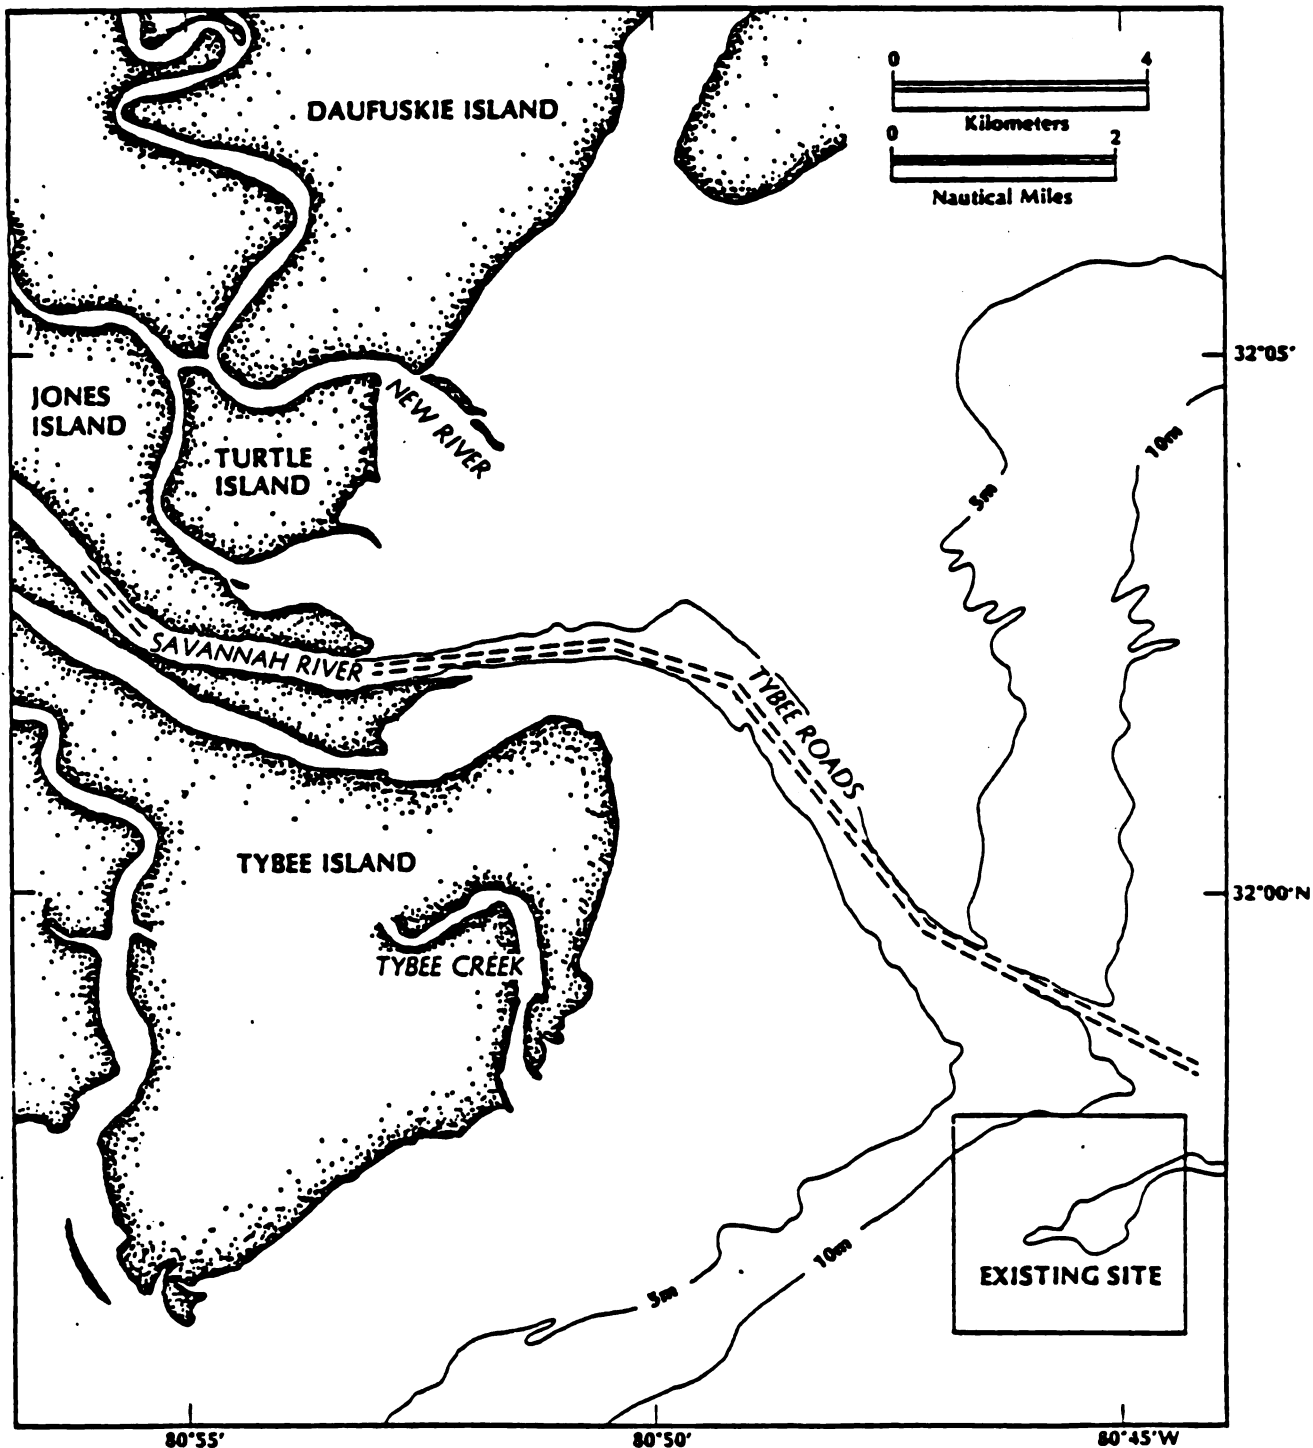 0 4
Kilometers
0 2
Nautical Miles
DAUFUSKIE ISLAND
32°05'
JONES
ISLAND
NEW RIVER
TURTLE
ISLAND
10m
5m
SAVANNAH RIVER
TYBEE ROADS
TYBEE ISLAND
32°00'N
TYBEE CREEK
10m
5m
EXISTING SITE
80°55'
80°50'
80°45'W